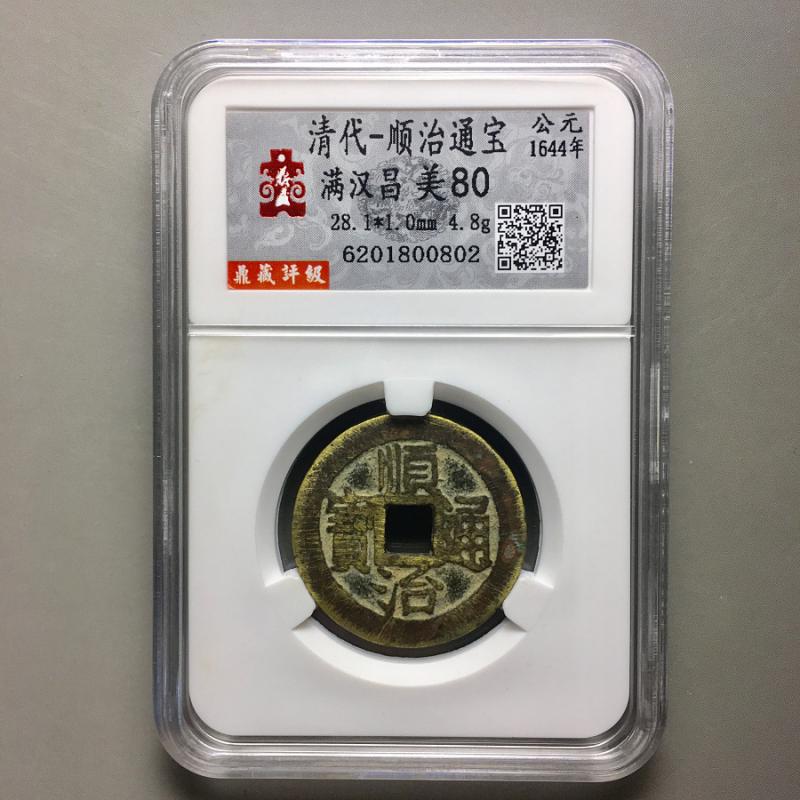 清代-顺治通宝
公元
1644年
满汉昌 美80
28.1*1.0mm 4.8g
6201800802
鼎藏評級
順
寶 通
治